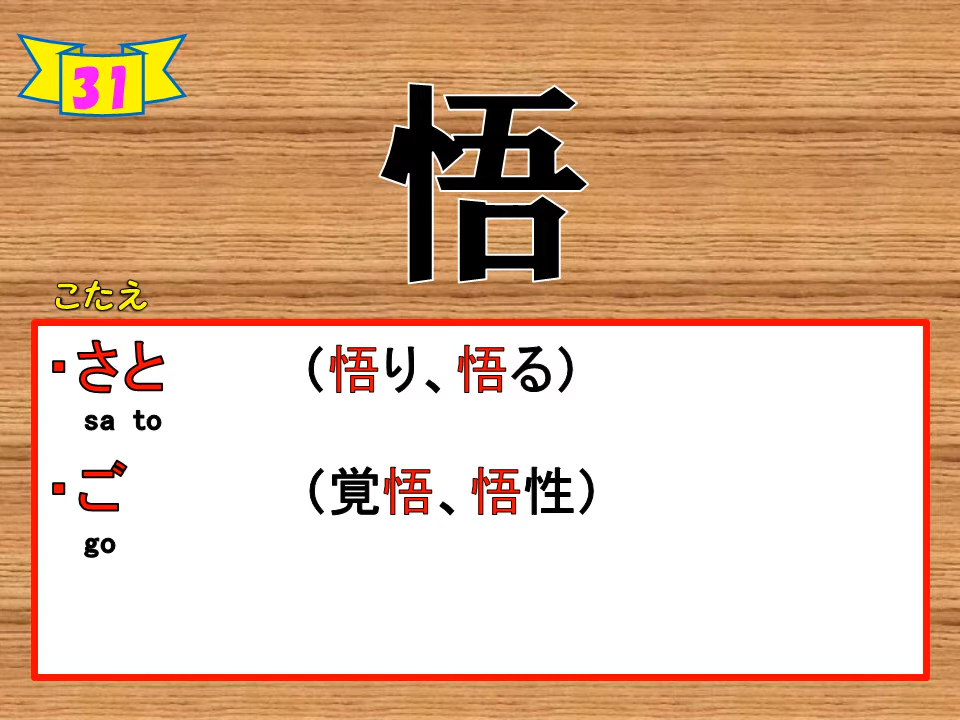 31
悟
こたえ
・さと （悟り、悟る）
sa to
・ご （覚悟、悟性）
go